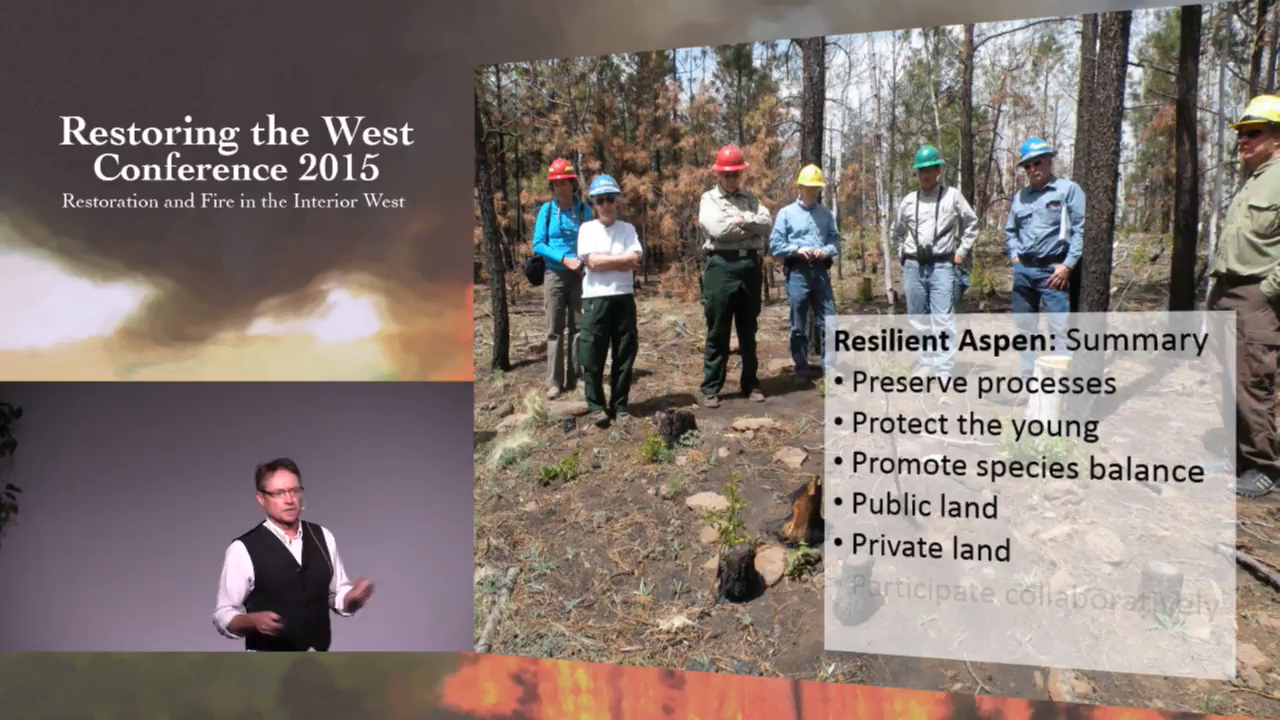 Restoring the West
Conference 2015
Restoration and Fire in the Interior West
Resilient Aspen: Summary
• Preserve processes
• Protect the young
• Promote species balance
• Public land
• Private land
Participate collaboratively